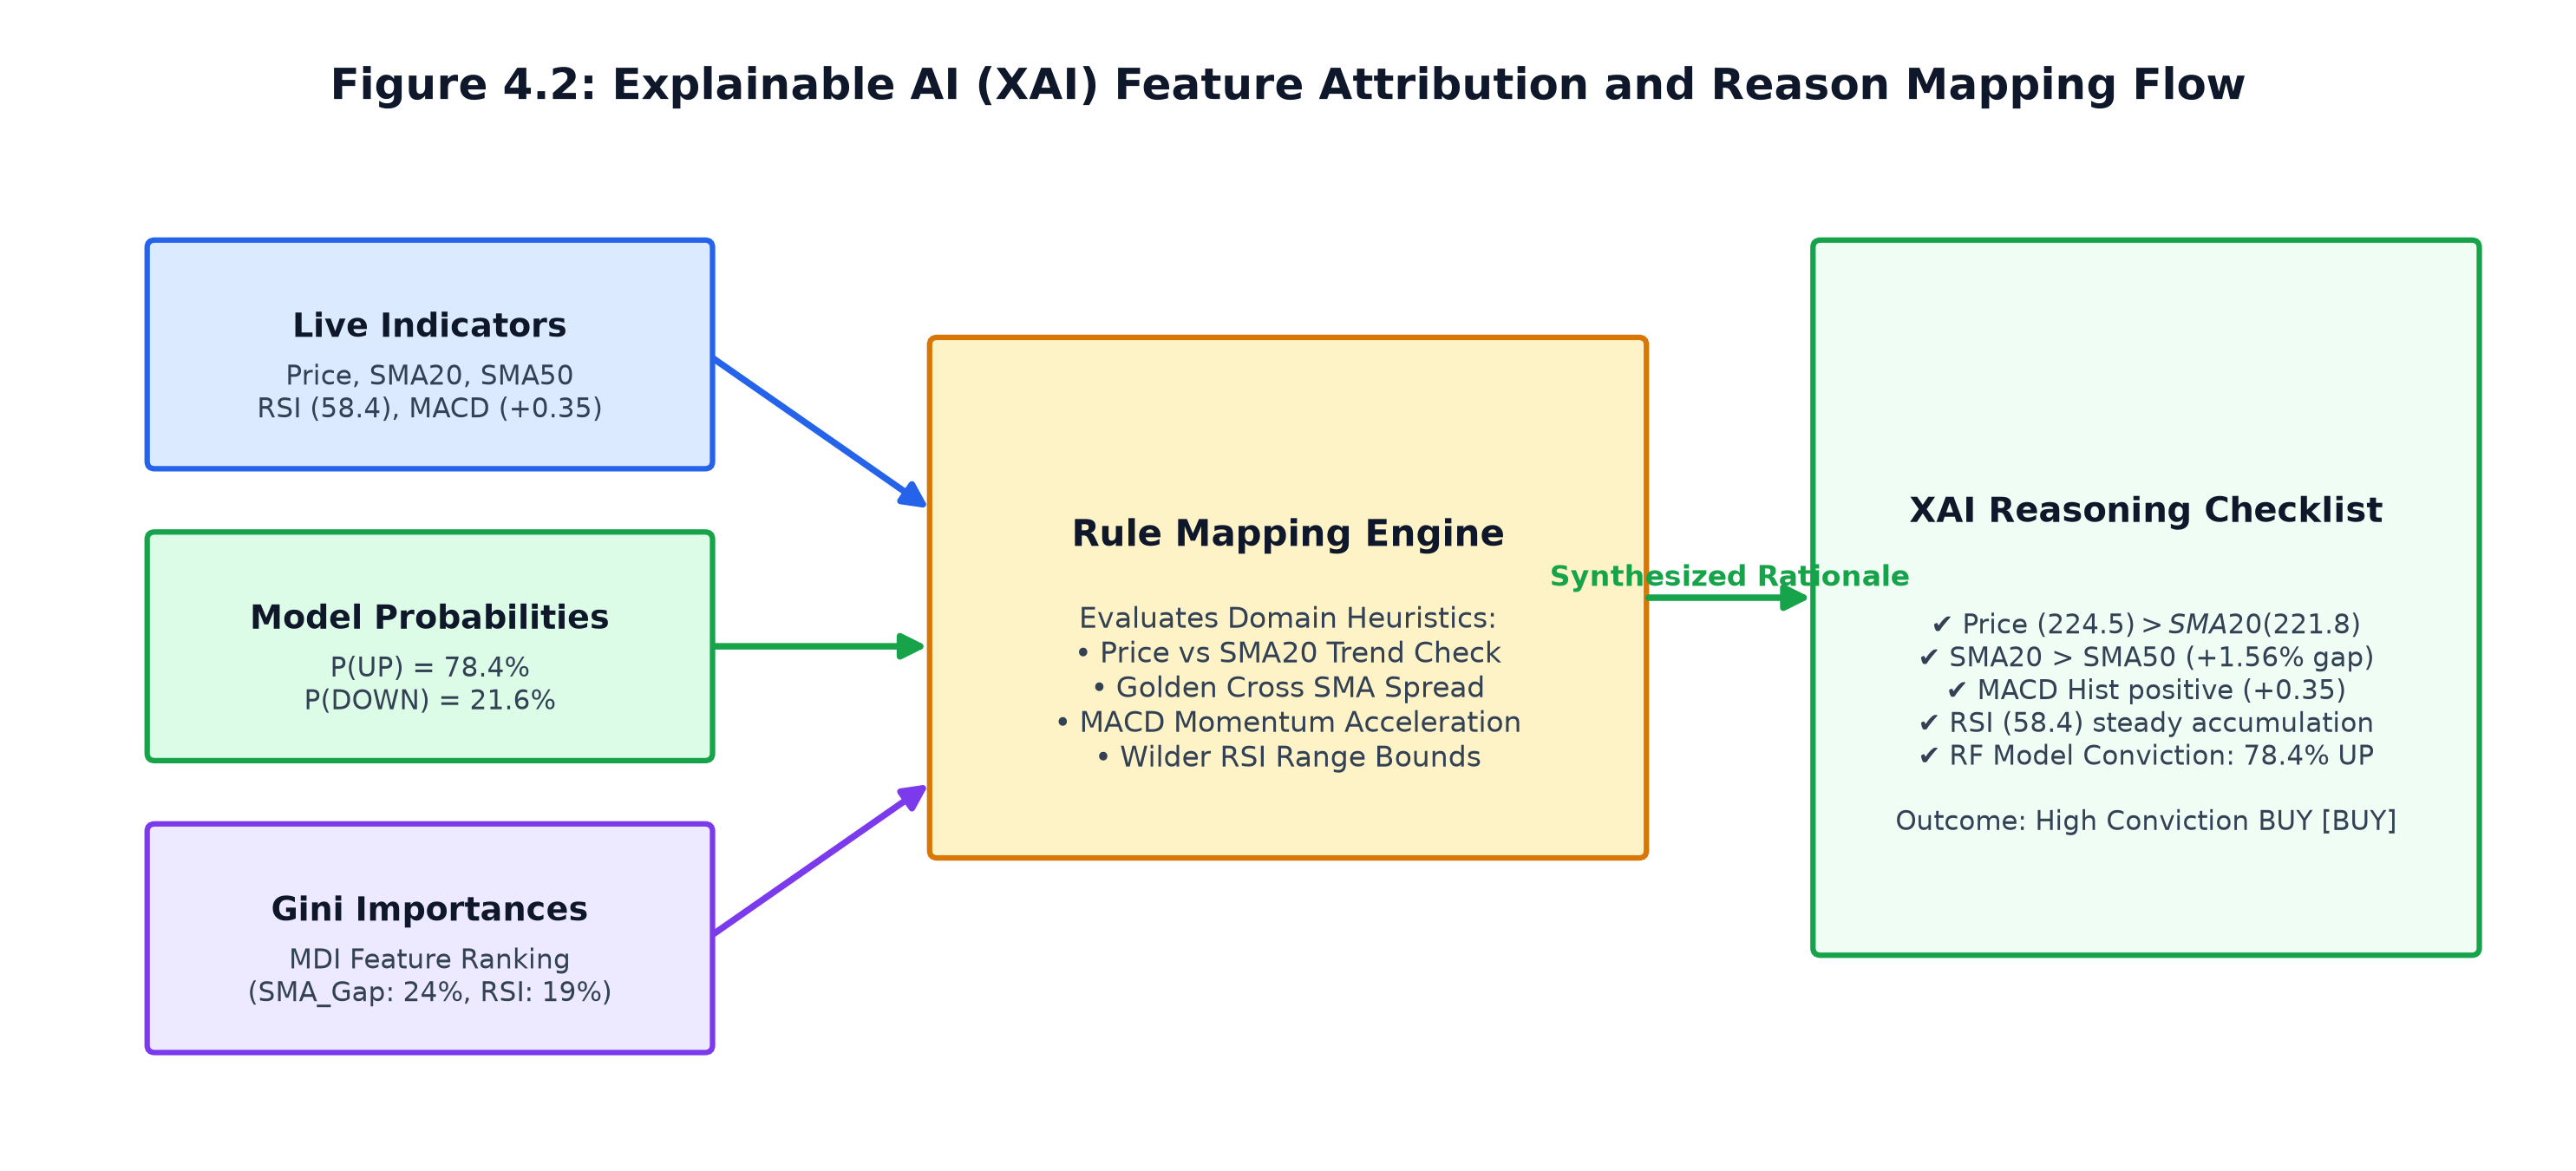 Figure 4.2: Explainable AI (XAI) Feature Attribution and Reason Mapping Flow
Live Indicators
Price, SMA20, SMA50
RSI (58.4), MACD (+0.35)
Model Probabilities
P(UP) = 78.4%
P(DOWN) = 21.6%
Gini Importances
MDI Feature Ranking
(SMA_Gap: 24%, RSI: 19%)
Rule Mapping Engine
Evaluates Domain Heuristics:
• Price vs SMA20 Trend Check
• Golden Cross SMA Spread
• MACD Momentum Acceleration
• Wilder RSI Range Bounds
Synthesized Rationale
XAI Reasoning Checklist
✔ Price (224.5) > SMA20(221.8)
✔ SMA20 > SMA50 (+1.56% gap)
✔ MACD Hist positive (+0.35)
✔ RSI (58.4) steady accumulation
✔ RF Model Conviction: 78.4% UP
Outcome: High Conviction BUY [BUY]